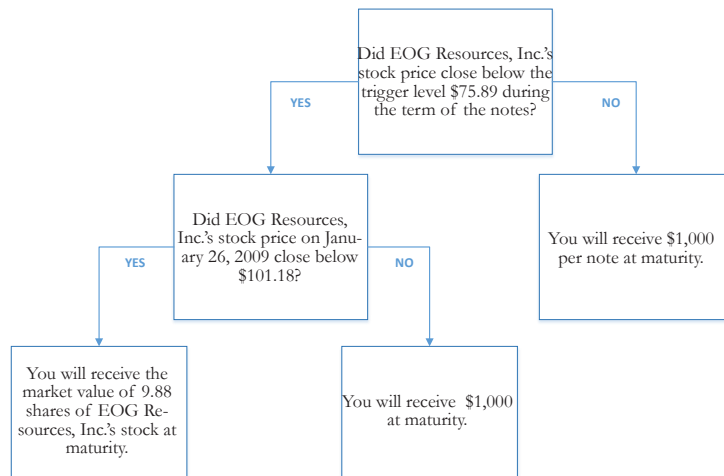 Did EOG Resources, Inc.'s
stock price close below the
trigger level $75.89 during
the term of the notes?
YES
NO
Did EOG Resources,
Inc.'s stock price on Janu-
ary 26, 2009 close below
$101.18?
You will receive $1,000
per note at maturity.
YES
NO
You will receive the
market value of 9.88
shares of EOG Re-
sources, Inc.'s stock at
maturity.
You will receive $1,000
at maturity.